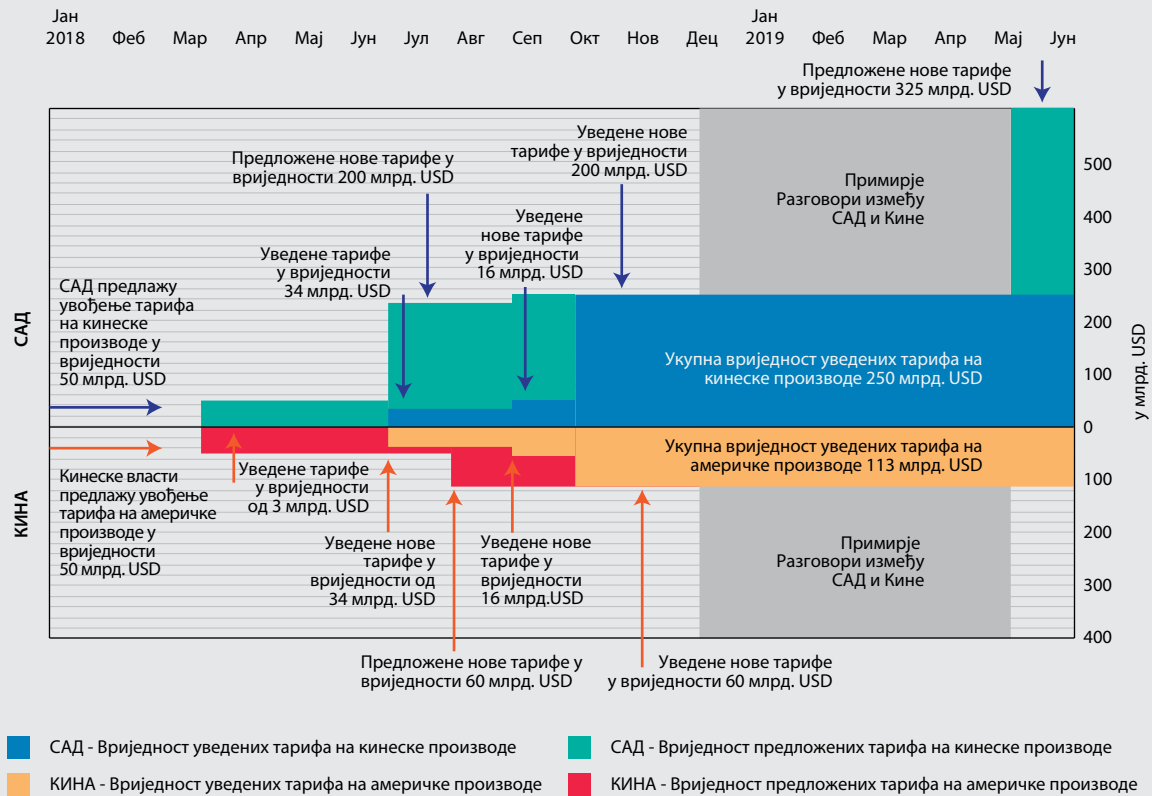 Јан
2018 Феб Мар Апр Мај Јун Јул Авг Сеп Окт Нов Дец Јан
2019 Феб Мар Апр Мај Јун
Предложене нове тарифе
у вриједности 325 млрд. USD
Уведене нове
тарифе у вриједности
200 млрд. USD
Предложене нове тарифе у
вриједности 200 млрд. USD
Уведене
нове тарифе
у вриједности
16 млрд. USD
Уведене тарифе
у вриједности
34 млрд. USD
САД предлажу
увођење тарифа
на кинеске
производе у
вриједности
50 млрд. USD
Примирје
Разговори између
САД и Кине
САД
Укупна вриједност уведених тарифа на
кинеске производе 250 млрд. USD
500
400
300
200
100
0
100
200
300
400
у млрд. USD
Укупна вриједност уведених тарифа на
америчке производе 113 млрд. USD
КИНА
Кинеске власти
предлажу увођење
тарифа на америчке
производе у
вриједности
50 млрд. USD
Уведене тарифе
у вриједности
од 3 млрд. USD
Уведене нове
тарифе у
вриједности од
34 млрд. USD
Уведене нове
тарифе у
вриједности
16 млрд.USD
Примирје
Разговори између
САД и Кине
Предложене нове тарифе у
вриједности 60 млрд. USD
Уведене нове тарифе
у вриједности 60 млрд. USD
САД - Вриједност уведених тарифа на кинеске производе
САД - Вриједност предложених тарифа на кинеске производе
КИНА - Вриједност уведених тарифа на америчке производе
КИНА - Вриједност предложених тарифа на америчке производе